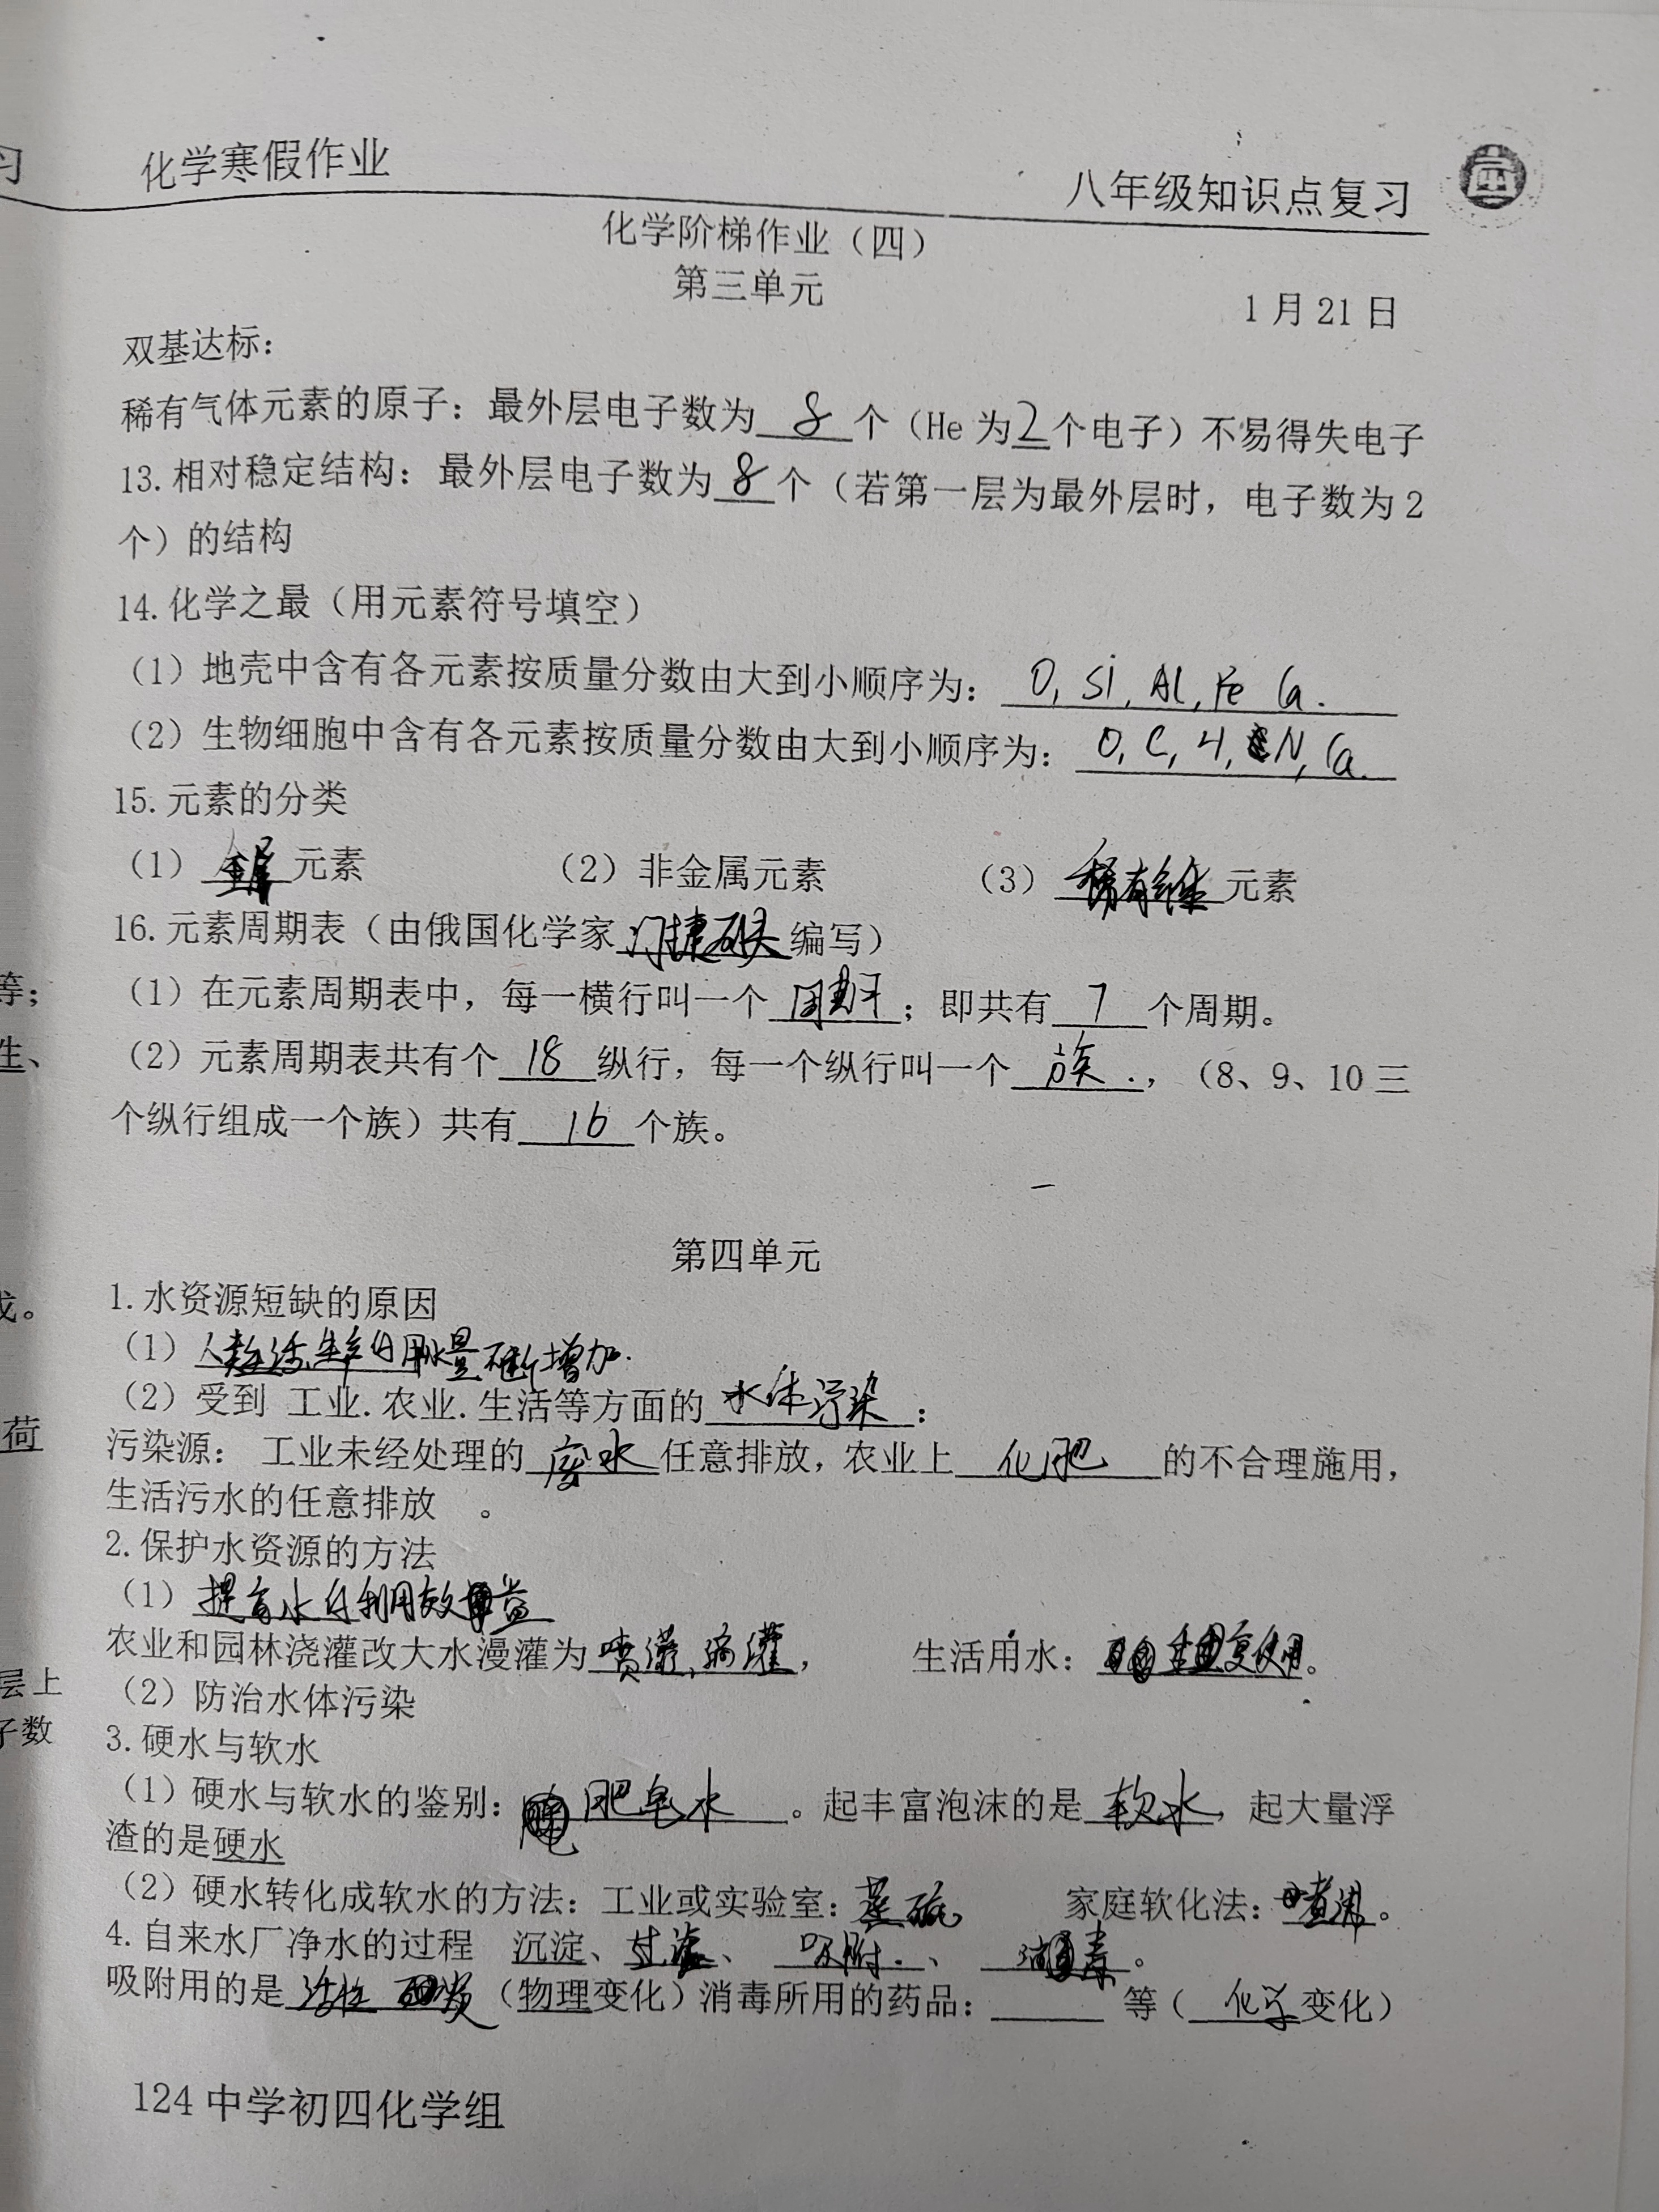 习 化学寒假作业 八年级知识点复习
化学阶梯作业（四）
第三单元
1月21日
双基达标：
稀有气体元素的原子：最外层电子数为 8 个（He 为2个电子）不易得失电子
13.相对稳定结构：最外层电子数为 8 个（若第一层为最外层时，电子数为2
个）的结构
14.化学之最（用元素符号填空）
（1）地壳中含有各元素按质量分数由大到小顺序为： O, Si, Al, Fe Ca.
（2）生物细胞中含有各元素按质量分数由大到小顺序为： O, C, H, N, Ca.
15.元素的分类
（1）金属元素 （2）非金属元素 （3）稀有气体元素
16.元素周期表（由俄国化学家门捷列夫编写）
等； （1）在元素周期表中，每一横行叫一个 周期 ；即共有 7 个周期。
生、 （2）元素周期表共有个 18 纵行，每一个纵行叫一个 族 .，（8、9、10三
个纵行组成一个族）共有 16 个族。
第四单元
1.水资源短缺的原因
（1）用水量不断增加.
（2）受到 工业.农业.生活等方面的 水体污染 ：
荷 污染源： 工业未经处理的 废水 任意排放，农业上 化肥 的不合理施用，
生活污水的任意排放 。
2.保护水资源的方法
（1）提高水的利用效益
农业和园林浇灌改大水漫灌为 喷灌,滴灌， 生活用水： 。
层上 （2）防治水体污染
子数 3.硬水与软水
（1）硬水与软水的鉴别： 肥皂水 。起丰富泡沫的是 软水，起大量浮
渣的是硬水
（2）硬水转化成软水的方法：工业或实验室：蒸馏 家庭软化法：煮沸。
4.自来水厂净水的过程 沉淀、过滤、 吸附.、 消毒。
吸附用的是 活性炭（物理变化）消毒所用的药品： 等（ 化学变化）
124中学初四化学组